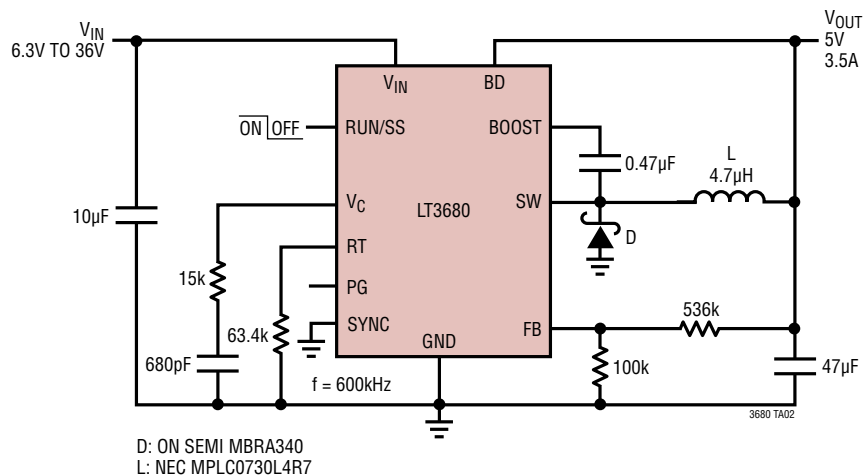 VIN
6.3V TO 36V
VOUT
5V
3.5A
VIN
BD
ON OFF
RUN/SS
BOOST
0.47µF
L
4.7µH
10µF
VC
LT3680
SW
D
RT
15k
PG
63.4k
SYNC
FB
536k
GND
680pF
f = 600kHz
100k
47µF
3680 TA02
D: ON SEMI MBRA340
L: NEC MPLC0730L4R7